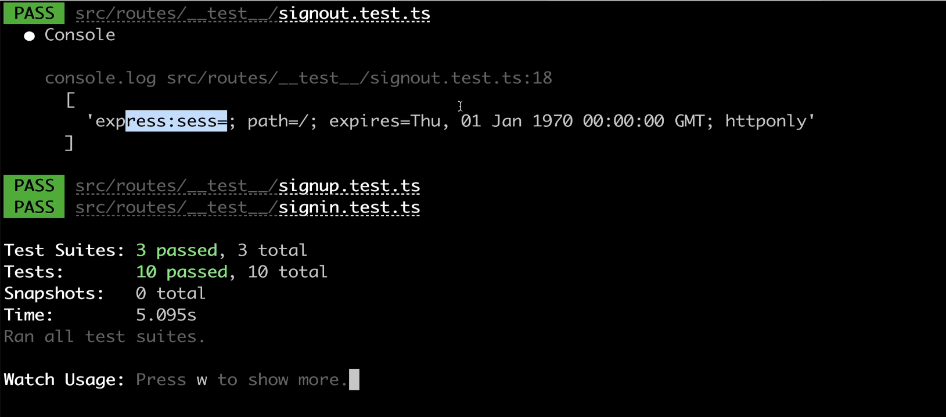 PASS src/routes/__test__/signout.test.ts
● Console
console.log src/routes/__test__/signout.test.ts:18
[
'express:sess=; path=/; expires=Thu, 01 Jan 1970 00:00:00 GMT; httponly'
]
PASS src/routes/__test__/signup.test.ts
PASS src/routes/__test__/signin.test.ts
Test Suites: 3 passed, 3 total
Tests: 10 passed, 10 total
Snapshots: 0 total
Time: 5.095s
Ran all test suites.
Watch Usage: Press w to show more.